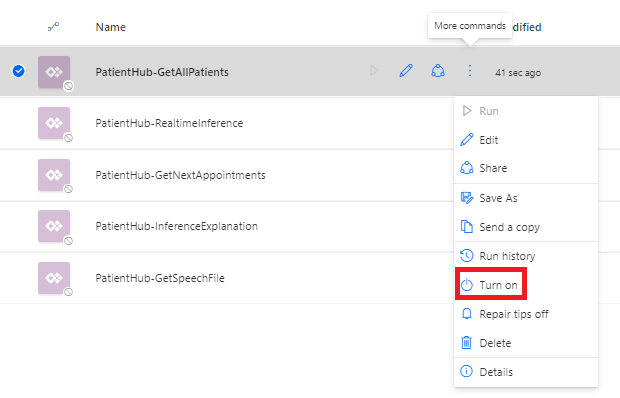 More commands
Name
dified
PatientHub-GetAllPatients
41 sec ago
PatientHub-RealtimeInference
PatientHub-GetNextAppointments
PatientHub-InferenceExplanation
PatientHub-GetSpeechFile
Run
Edit
Share
Save As
Send a copy
Run history
Turn on
Repair tips off
Delete
Details